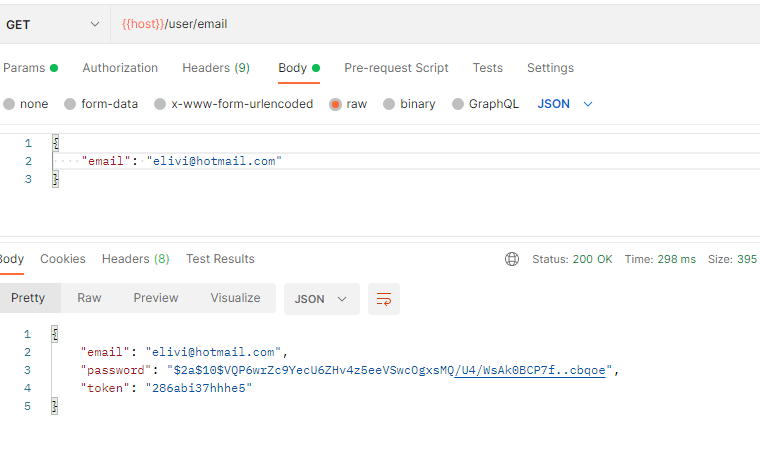 GET {{host}}/user/email
Params Authorization Headers (9) Body Pre-request Script Tests Settings
none form-data x-www-form-urlencoded raw binary GraphQL JSON
1 {
2 "email": "elivi@hotmail.com"
3 }
Body Cookies Headers (8) Test Results Status: 200 OK Time: 298 ms Size: 395
Pretty Raw Preview Visualize JSON
1 {
2 "email": "elivi@hotmail.com",
3 "password": "$2a$10$VQP6wrZc9YecU6ZHv4z5eeVSwcOgxsMQ/U4/WsAk0BCP7f..cbqoe",
4 "token": "286abi37hhhe5"
5 }